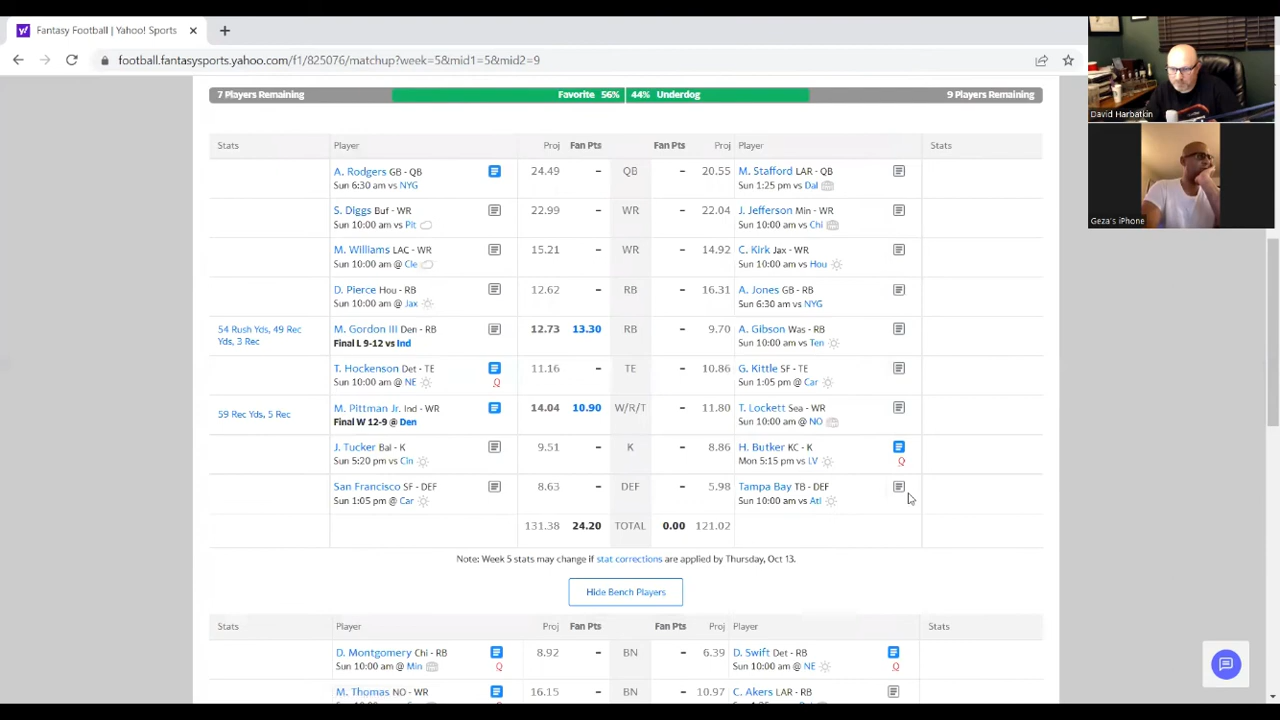 Fantasy Football | Yahoo! Sports
football.fantasysports.yahoo.com/f1/825076/matchup?week=5&mid1=5&mid2=9
David Harbatkin
Geza's iPhone
7 Players Remaining Favorite 56% 44% Underdog 9 Players Remaining
Stats Player Proj Fan Pts Fan Pts Proj Player Stats
A. Rodgers GB - QB 24.49 – QB – 20.55 M. Stafford LAR - QB
Sun 6:30 am vs NYG Sun 1:25 pm vs Dal
S. Diggs Buf - WR 22.99 – WR – 22.04 J. Jefferson Min - WR
Sun 10:00 am vs Pit Sun 10:00 am vs Chi
M. Williams LAC - WR 15.21 – WR – 14.92 C. Kirk Jax - WR
Sun 10:00 am @ Cle Sun 10:00 am vs Hou
D. Pierce Hou - RB 12.62 – RB – 16.31 A. Jones GB - RB
Sun 10:00 am @ Jax Sun 6:30 am vs NYG
54 Rush Yds, 49 Rec M. Gordon III Den - RB 12.73 13.30 RB – 9.70 A. Gibson Was - RB
Yds, 3 Rec Final L 9-12 vs Ind Sun 10:00 am vs Ten
T. Hockenson Det - TE 11.16 – TE – 10.86 G. Kittle SF - TE
Sun 10:00 am @ NE Q Sun 1:05 pm @ Car
59 Rec Yds, 5 Rec M. Pittman Jr. Ind - WR 14.04 10.90 W/R/T – 11.80 T. Lockett Sea - WR
Final W 12-9 @ Den Sun 10:00 am @ NO
J. Tucker Bal - K 9.51 – K – 8.86 H. Butker KC - K
Sun 5:20 pm vs Cin Mon 5:15 pm vs LV Q
San Francisco SF - DEF 8.63 – DEF – 5.98 Tampa Bay TB - DEF
Sun 1:05 pm @ Car Sun 10:00 am vs Atl
131.38 24.20 TOTAL 0.00 121.02
Note: Week 5 stats may change if stat corrections are applied by Thursday, Oct 13.
Hide Bench Players
Stats Player Proj Fan Pts Fan Pts Proj Player Stats
D. Montgomery Chi - RB 8.92 – BN – 6.39 D. Swift Det - RB
Sun 10:00 am @ Min Q Sun 10:00 am @ NE Q
M. Thomas NO - WR 16.15 – BN – 10.97 C. Akers LAR - RB